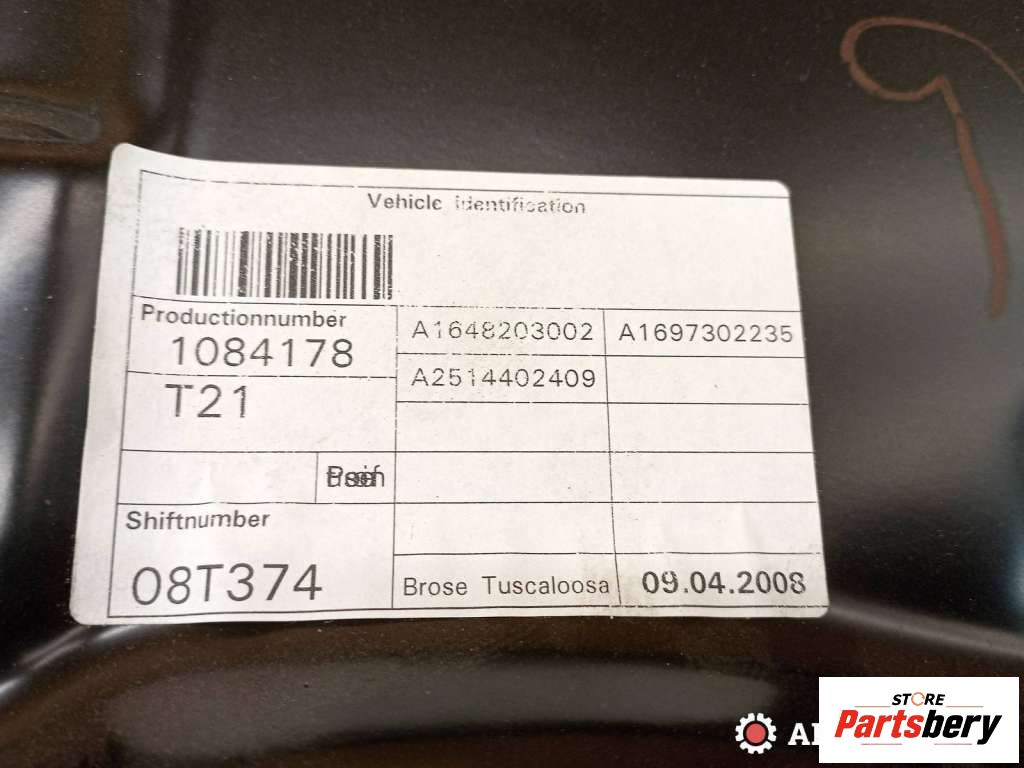 Vehicle identification
Productionnumber
1084178
T21
A1648203002
A1697302235
A2514402409
Shiftnumber
08T374
Brose Tuscaloosa
09.04.2008
STORE
Partsbery